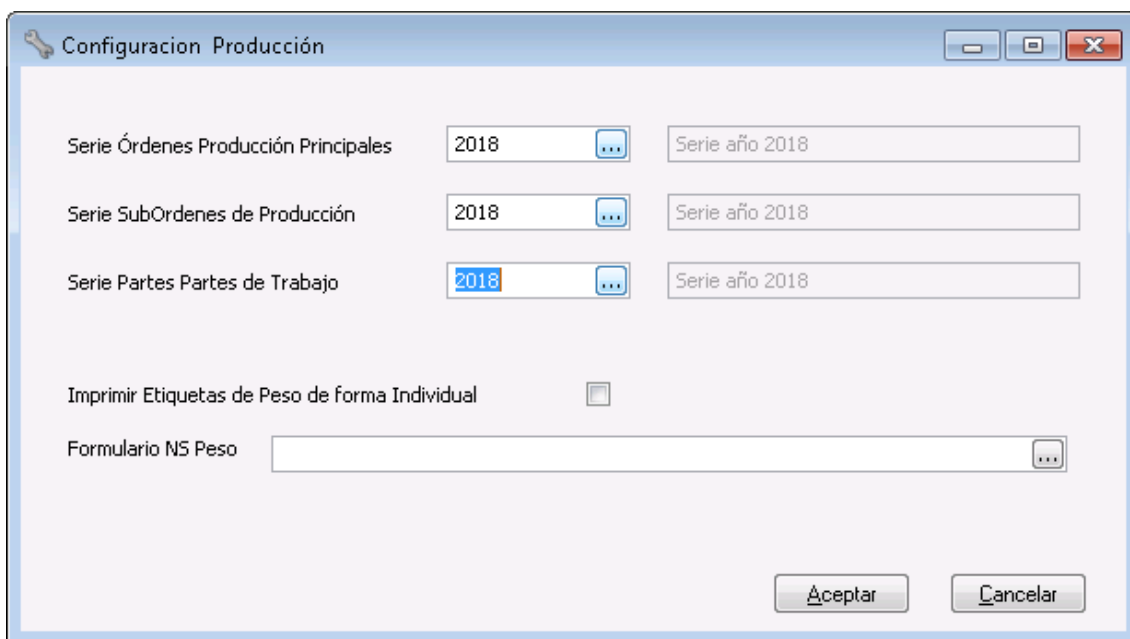 Configuracion Producción
Serie Órdenes Producción Principales 2018 ... Serie año 2018
Serie SubOrdenes de Producción 2018 ... Serie año 2018
Serie Partes Partes de Trabajo 2018 ... Serie año 2018
Imprimir Etiquetas de Peso de forma Individual
Formulario NS Peso ...
Aceptar Cancelar